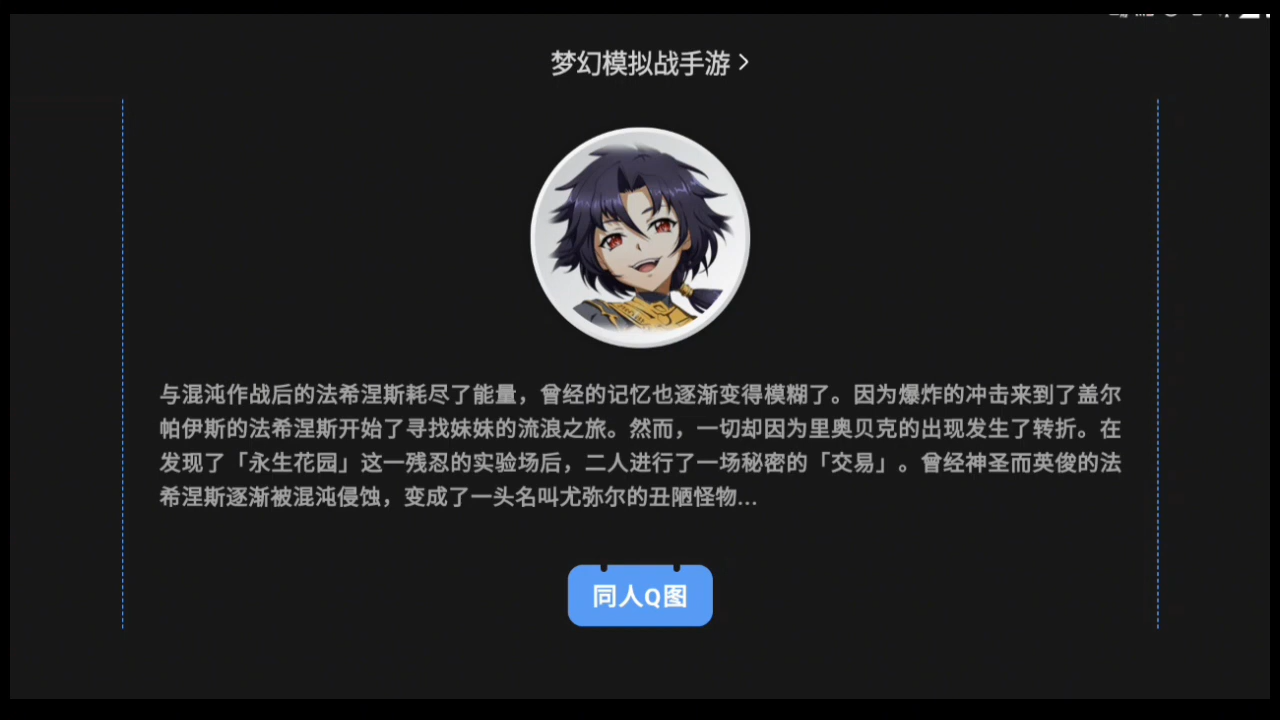 梦幻模拟战手游 >
与混沌作战后的法希涅斯耗尽了能量，曾经的记忆也逐渐变得模糊了。因为爆炸的冲击来到了盖尔
帕伊斯的法希涅斯开始了寻找妹妹的流浪之旅。然而，一切却因为里奥贝克的出现发生了转折。在
发现了「永生花园」这一残忍的实验场后，二人进行了一场秘密的「交易」。曾经神圣而英俊的法
希涅斯逐渐被混沌侵蚀，变成了一头名叫尤弥尔的丑陋怪物...
同人Q图